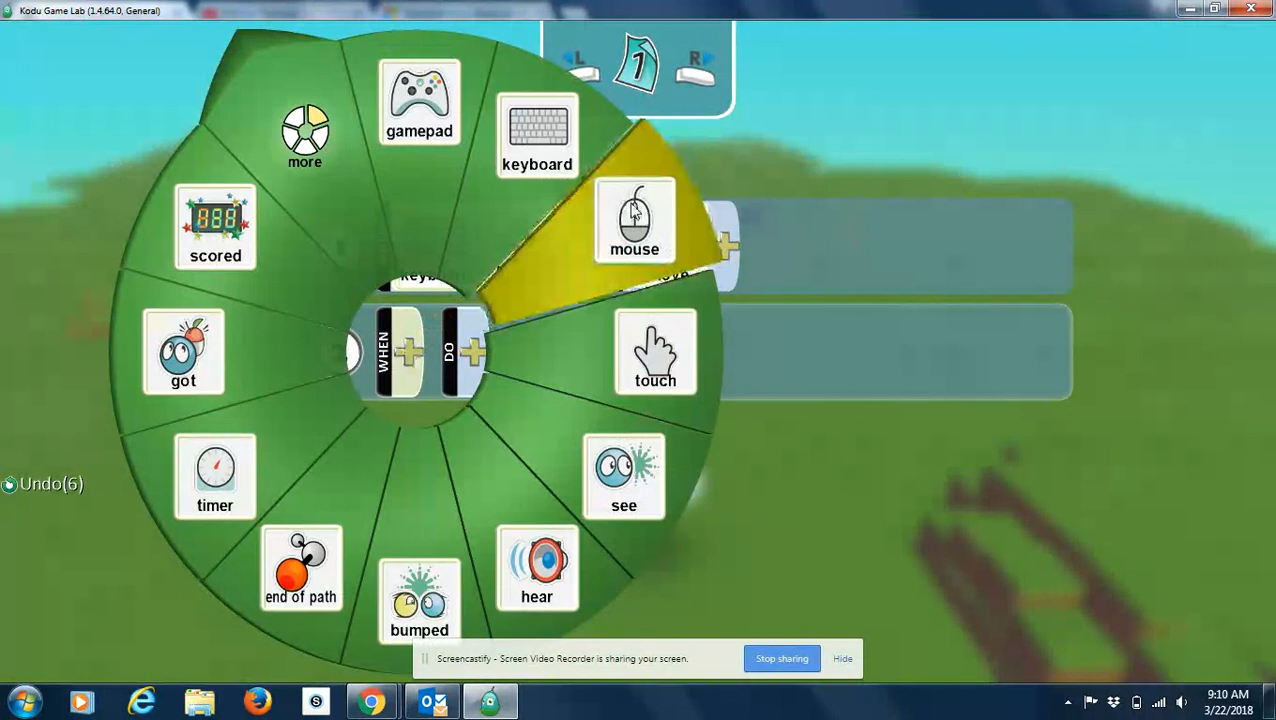 Kodu Game Lab (1.4.64.0, General)
L
1
R
gamepad
keyboard
more
mouse
scored
got
WHEN
DO
touch
timer
see
Undo(6)
end of path
hear
bumped
Screencastify - Screen Video Recorder is sharing your screen.
Stop sharing
Hide
S
9:10 AM
3/22/2018